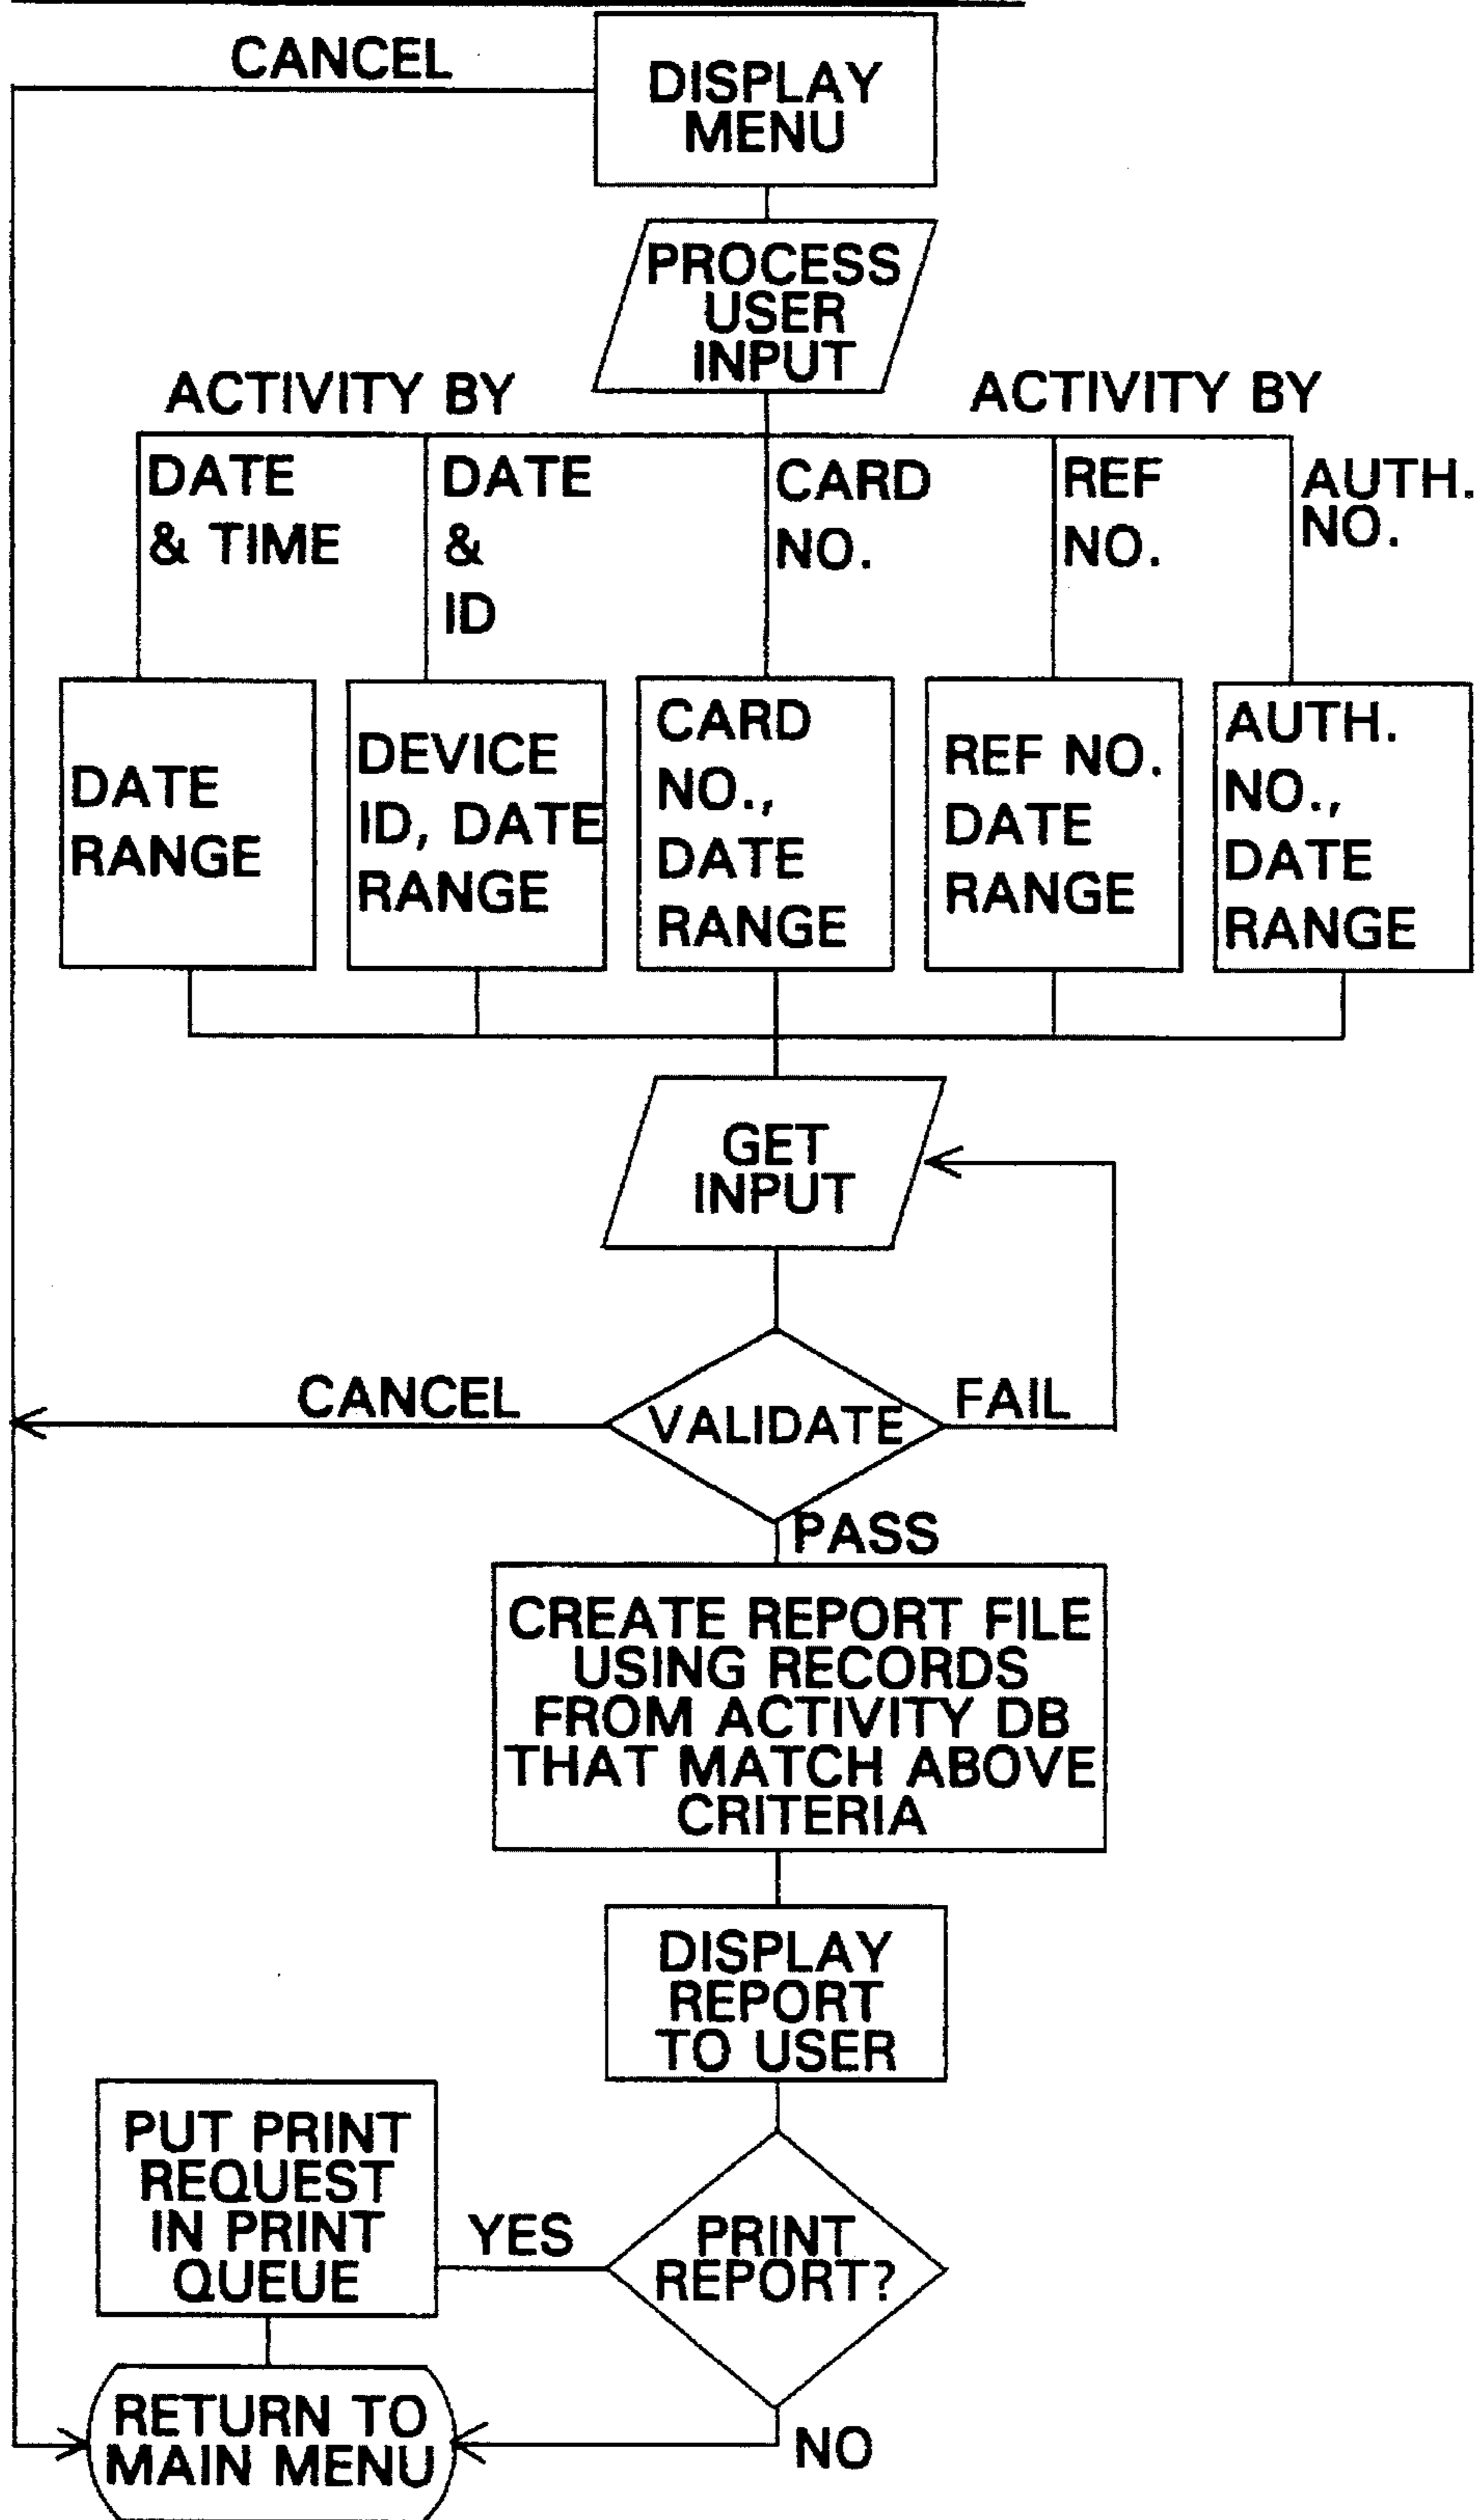 CANCEL
DISPLAY
MENU
PROCESS
USER
INPUT
ACTIVITY BY
ACTIVITY BY
DATE
& TIME
DATE
&
ID
CARD
NO.
REF
NO.
AUTH.
NO.
DATE
RANGE
DEVICE
ID, DATE
RANGE
CARD
NO.,
DATE
RANGE
REF NO.
DATE
RANGE
AUTH.
NO.,
DATE
RANGE
GET
INPUT
CANCEL
VALIDATE
FAIL
PASS
CREATE REPORT FILE
USING RECORDS
FROM ACTIVITY DB
THAT MATCH ABOVE
CRITERIA
DISPLAY
REPORT
TO USER
PUT PRINT
REQUEST
IN PRINT
QUEUE
YES
PRINT
REPORT?
RETURN TO
MAIN MENU
NO